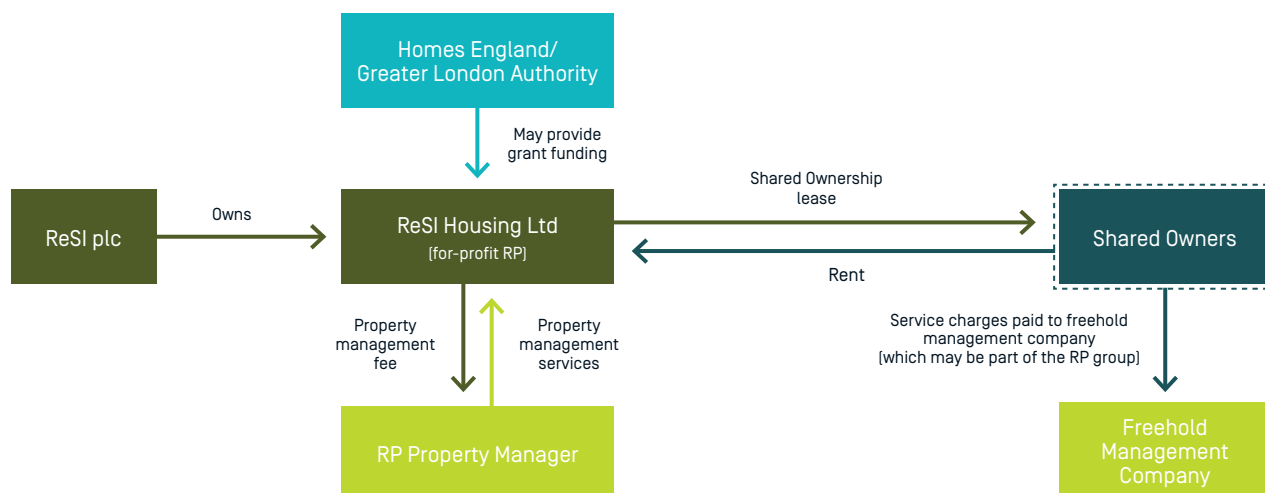 Homes England/
Greater London Authority
May provide
grant funding
Shared Ownership
lease
Owns
ReSI plc
ReSI Housing Ltd
(for-profit RP)
Shared Owners
Rent
Property
management
fee
Property
management
services
Service charges paid to freehold
management company
(which may be part of the RP group)
RP Property Manager
Freehold
Management
Company